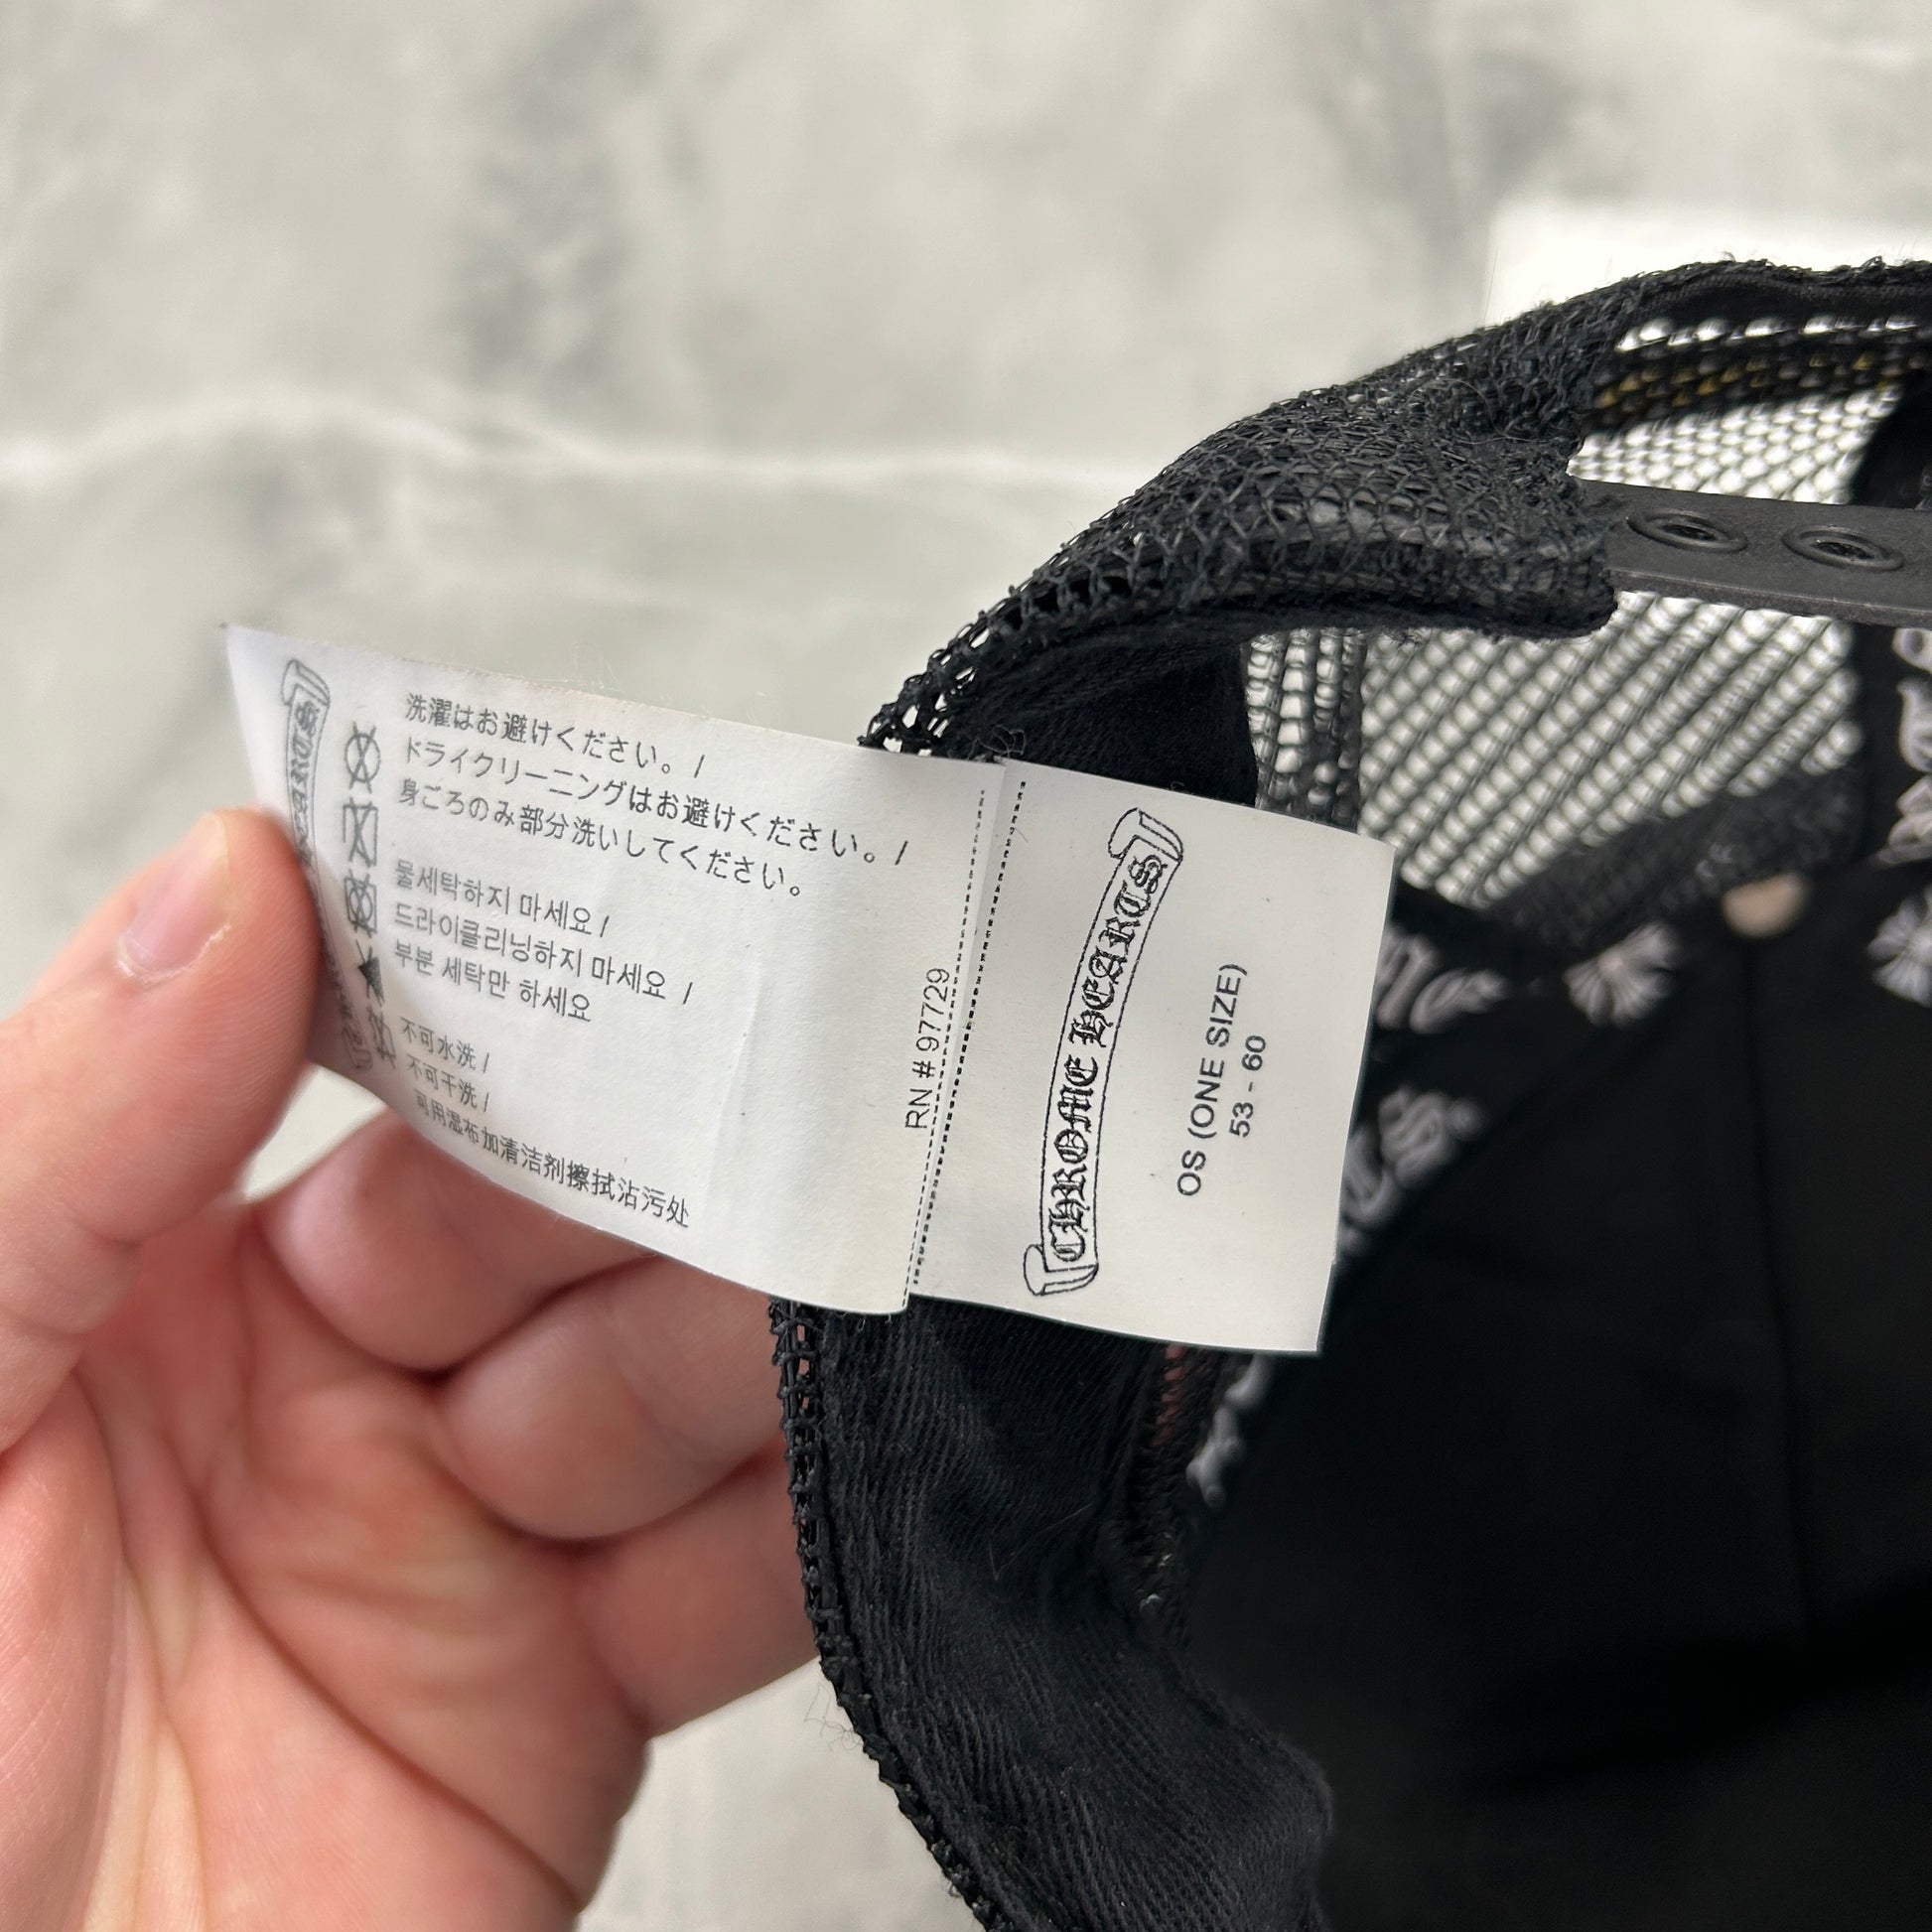 洗濯はお避けください。/
ドライクリーニングはお避けください。/
身ごろのみ部分洗いしてください。
물세탁하지 마세요 /
드라이클리닝하지 마세요 /
부분 세탁만 하세요
不可水洗 /
不可干洗 /
可用湿布加清洁剂擦拭沾污处
RN # 97729
CHROME HEARTS
OS (ONE SIZE)
53 - 60